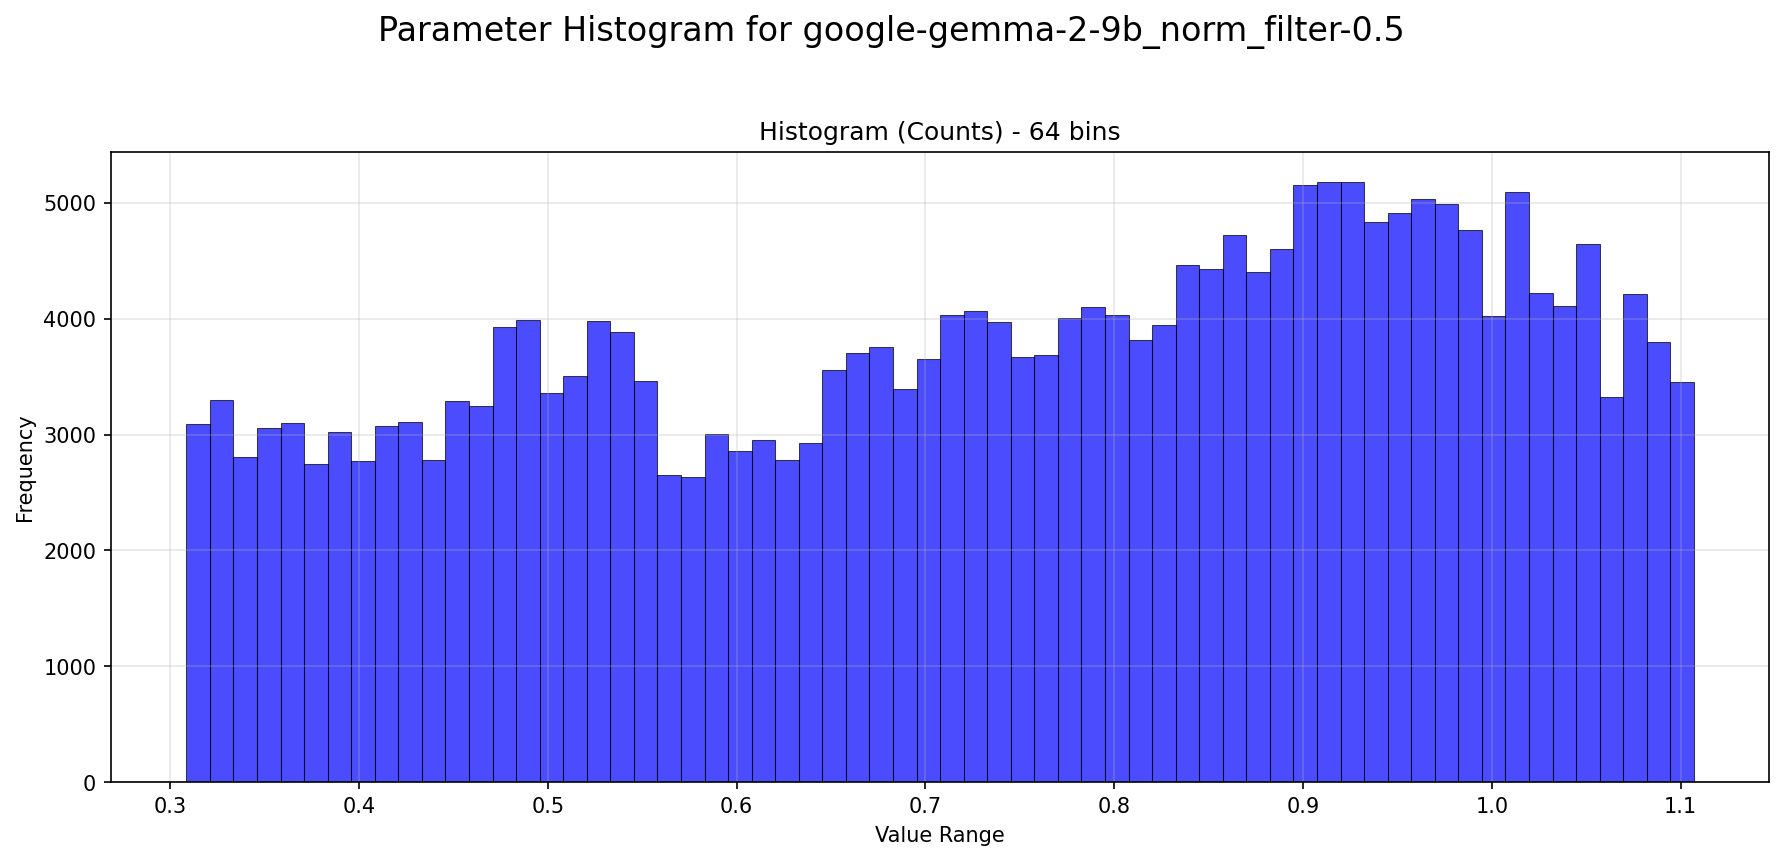 Parameter Histogram for google-gemma-2-9b_norm_filter-0.5
Histogram (Counts) - 64 bins
Frequency
5000
4000
3000
2000
1000
0
0.3 0.4 0.5 0.6 0.7 0.8 0.9 1.0 1.1
Value Range